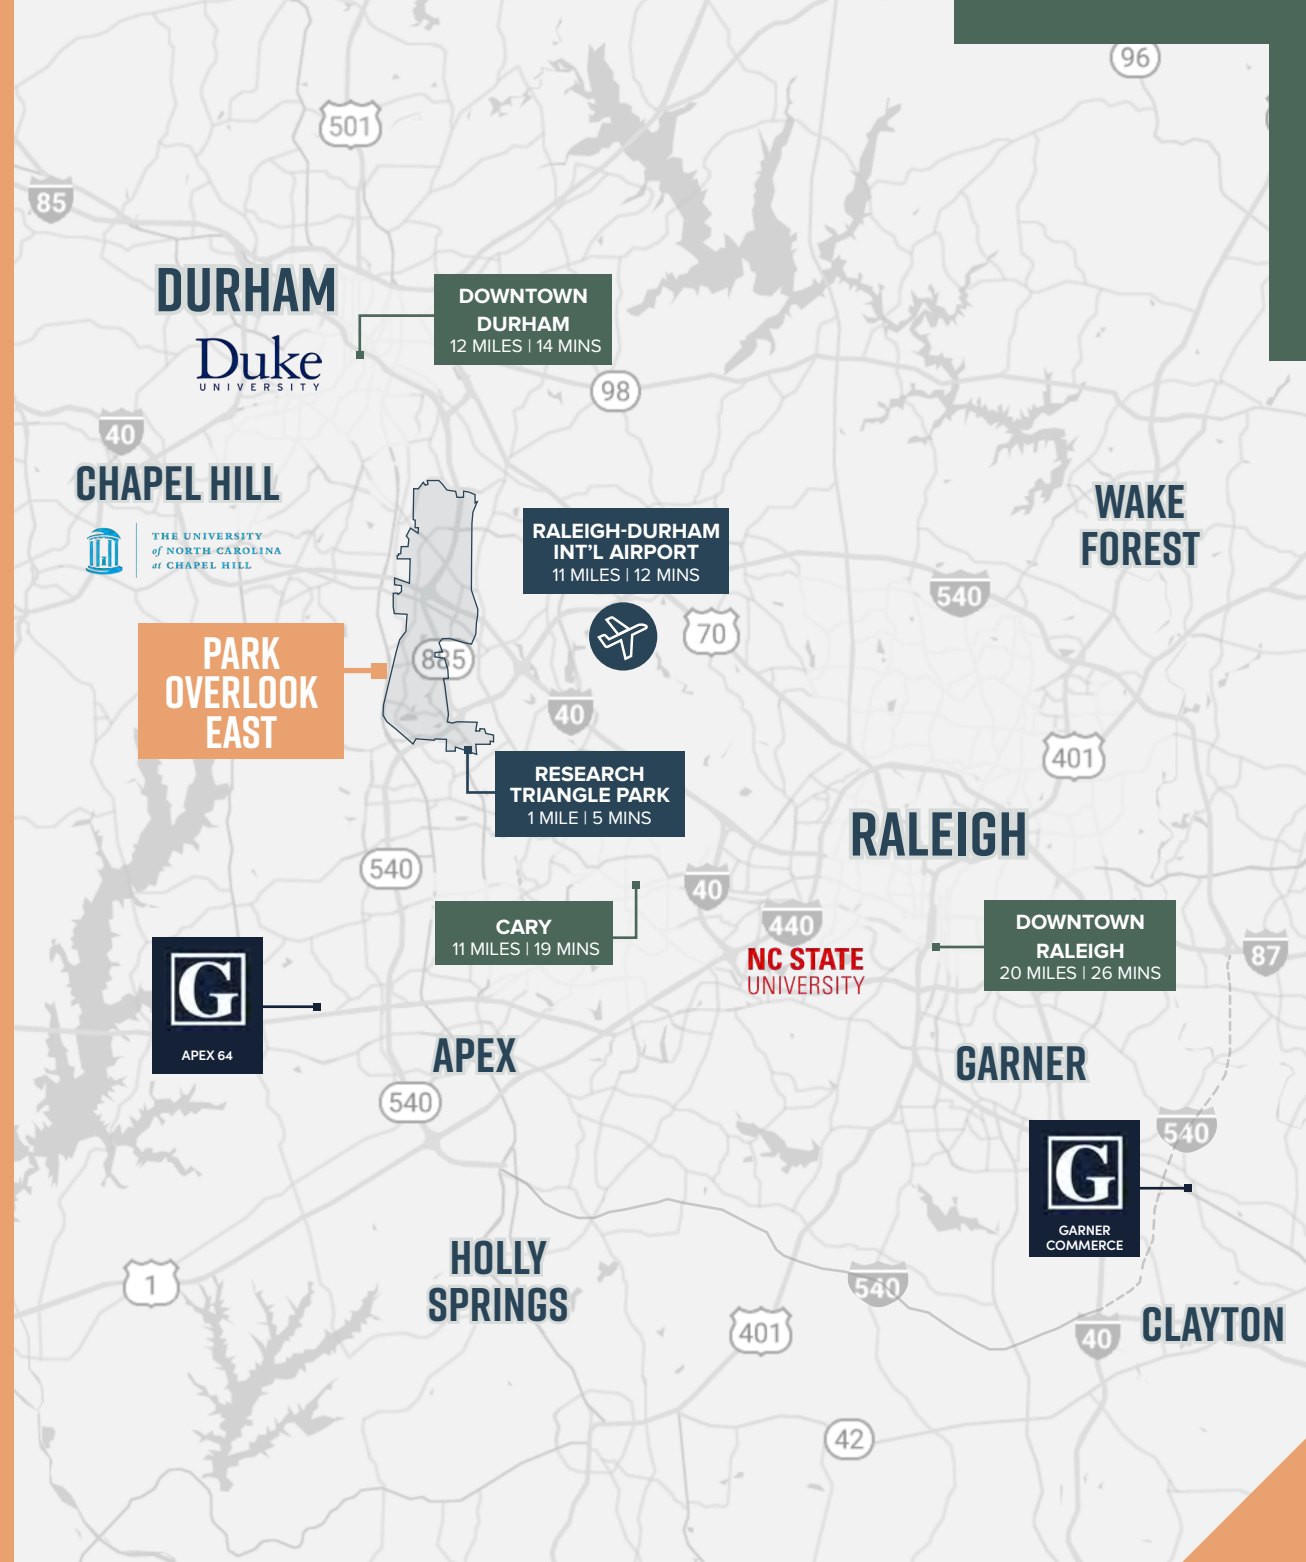 96
501
85
DURHAM
DOWNTOWN
DURHAM
12 MILES | 14 MINS
Duke
UNIVERSITY
98
40
CHAPEL HILL
THE UNIVERSITY
of NORTH CAROLINA
at CHAPEL HILL
WAKE
FOREST
RALEIGH-DURHAM
INT'L AIRPORT
11 MILES | 12 MINS
540
70
PARK
OVERLOOK
EAST
885
40
401
RESEARCH
TRIANGLE PARK
1 MILE | 5 MINS
RALEIGH
540
40
CARY
11 MILES | 19 MINS
440
NC STATE
UNIVERSITY
DOWNTOWN
RALEIGH
20 MILES | 26 MINS
87
G
APEX 64
APEX
GARNER
540
540
G
GARNER
COMMERCE
HOLLY
SPRINGS
1
540
401
40
CLAYTON
42